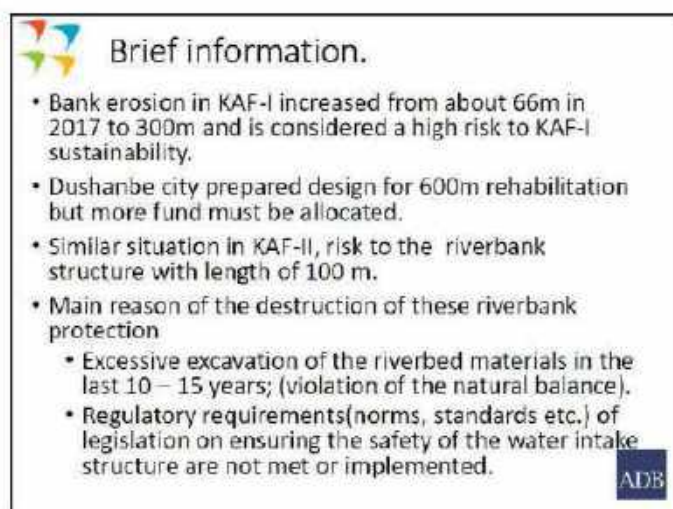 Brief information.
• Bank erosion in KAF-I increased from about 66m in
2017 to 300m and is considered a high risk to KAF-I
sustainability.
• Dushanbe city prepared design for 600m rehabilitation
but more fund must be allocated.
• Similar situation in KAF-II, risk to the riverbank
structure with length of 100 m.
• Main reason of the destruction of these riverbank
protection
• Excessive excavation of the riverbed materials in the
last 10 – 15 years; (violation of the natural balance).
• Regulatory requirements(norms, standards etc.) of
legislation on ensuring the safety of the water intake
structure are not met or implemented.
ADB